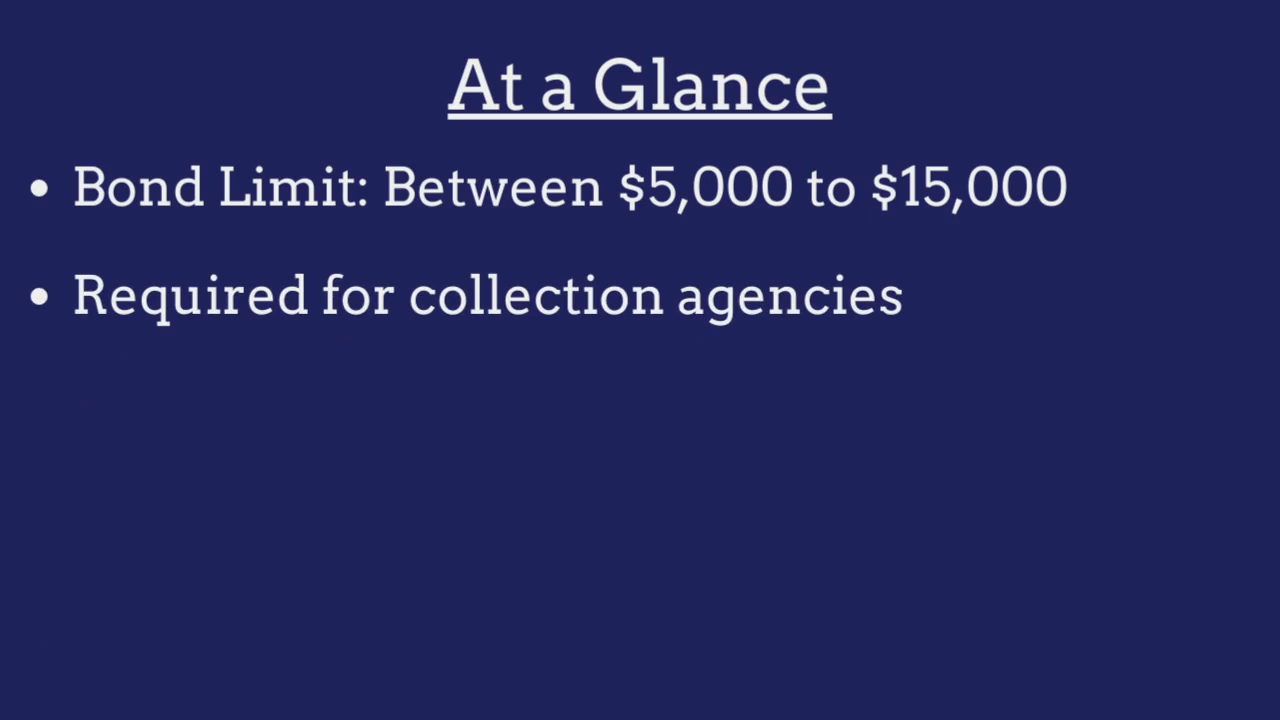 At a Glance
• Bond Limit: Between $5,000 to $15,000
• Required for collection agencies